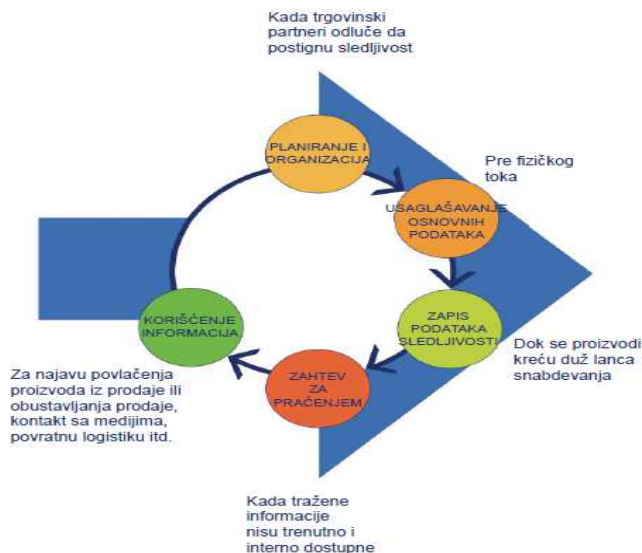 Kada trgovinski
partneri odluče da
postignu sledljivost
PLANIRANJE I
ORGANIZACIJA
Pre fizičkog
toka
USAGLAŠAVANJE
OSNOVNIH
PODATAKA
ZAPIS
PODATAKA
SLEDLJIVOSTI
Dok se proizvodi
kreću duž lanca
snabdevanja
ZAHTEV
ZA
PRAĆENJEM
Kada tražene
informacije
nisu trenutno i
interno dostupne
KORIŠĆENJE
INFORMACIJA
Za najavu povlačenja
proizvoda iz prodaje ili
obustavljanja prodaje,
kontakt sa medijima,
povratnu logistiku itd.